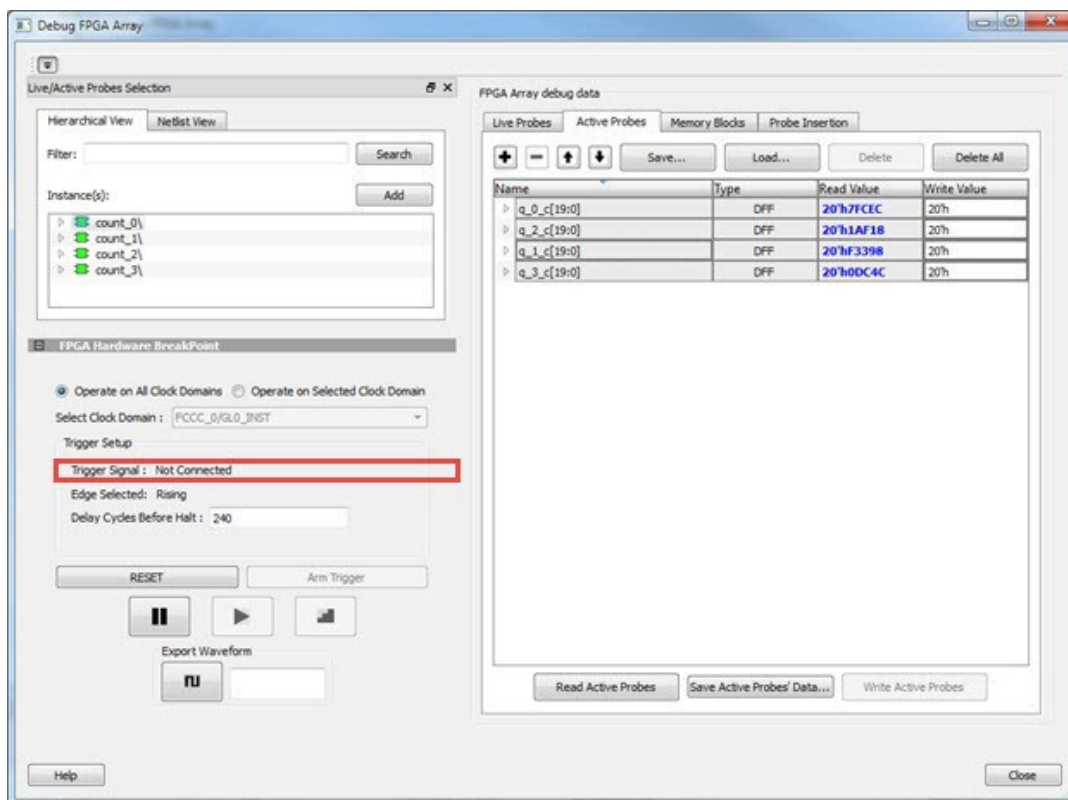 Debug FPGA Array
Live/Active Probes Selection
Hierarchical View Netlist View
Filter: Search
Instance(s): Add
count_0\
count_1\
count_2\
count_3\
FPGA Hardware BreakPoint
Operate on All Clock Domains Operate on Selected Clock Domain
Select Clock Domain : FCCC_0/GL0_INST
Trigger Setup
Trigger Signal : Not Connected
Edge Selected: Rising
Delay Cycles Before Halt : 240
RESET Arm Trigger
Export Waveform
FPGA Array debug data
Live Probes Active Probes Memory Blocks Probe Insertion
Save... Load... Delete Delete All
Name Type Read Value Write Value
q_0_c[19:0] DFF 20'h7FCEC 20'h
q_2_c[19:0] DFF 20'h1AF18 20'h
q_1_c[19:0] DFF 20'hF3398 20'h
q_3_c[19:0] DFF 20'h0DC4C 20'h
Read Active Probes Save Active Probes' Data... Write Active Probes
Help Close